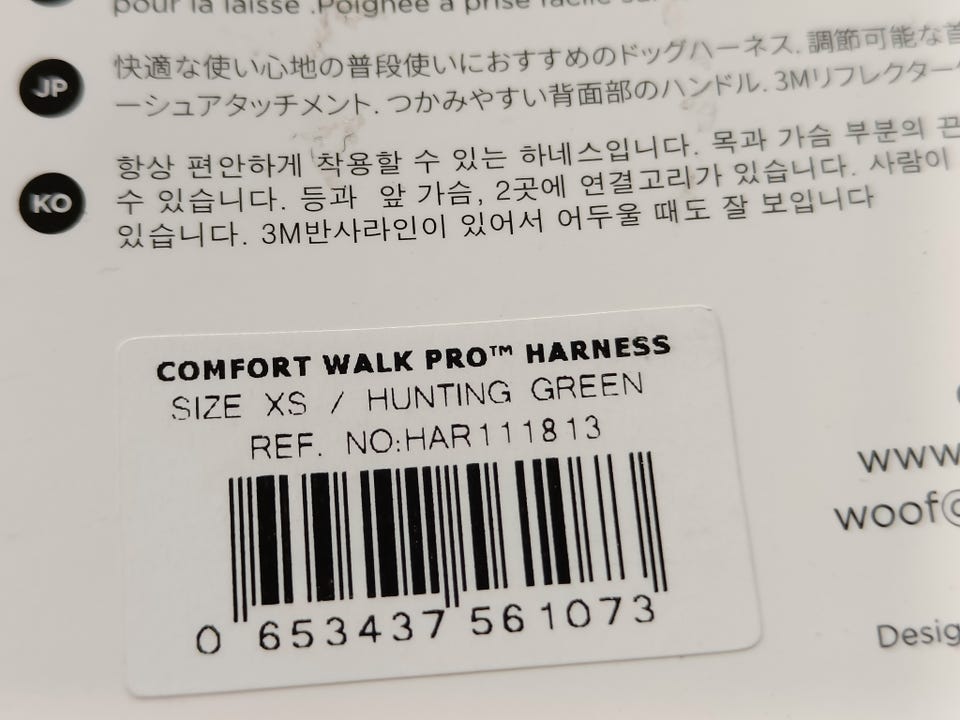 pour la laisse .Poignée à prise facile
JP
快適な使い心地の普段使いにおすすめのドッグハーネス. 調節可能な首
ーシュアタッチメント. つかみやすい背面部のハンドル. 3Mリフレクター
KO
항상 편안하게 착용할 수 있는 하네스입니다. 목과 가슴 부분의 끈
수 있습니다. 등과 앞 가슴, 2곳에 연결고리가 있습니다. 사람이
있습니다. 3M반사라인이 있어서 어두울 때도 잘 보입니다
COMFORT WALK PRO™ HARNESS
SIZE XS / HUNTING GREEN
REF. NO:HAR111813
0 653437 561073
www.
woof@
Desig